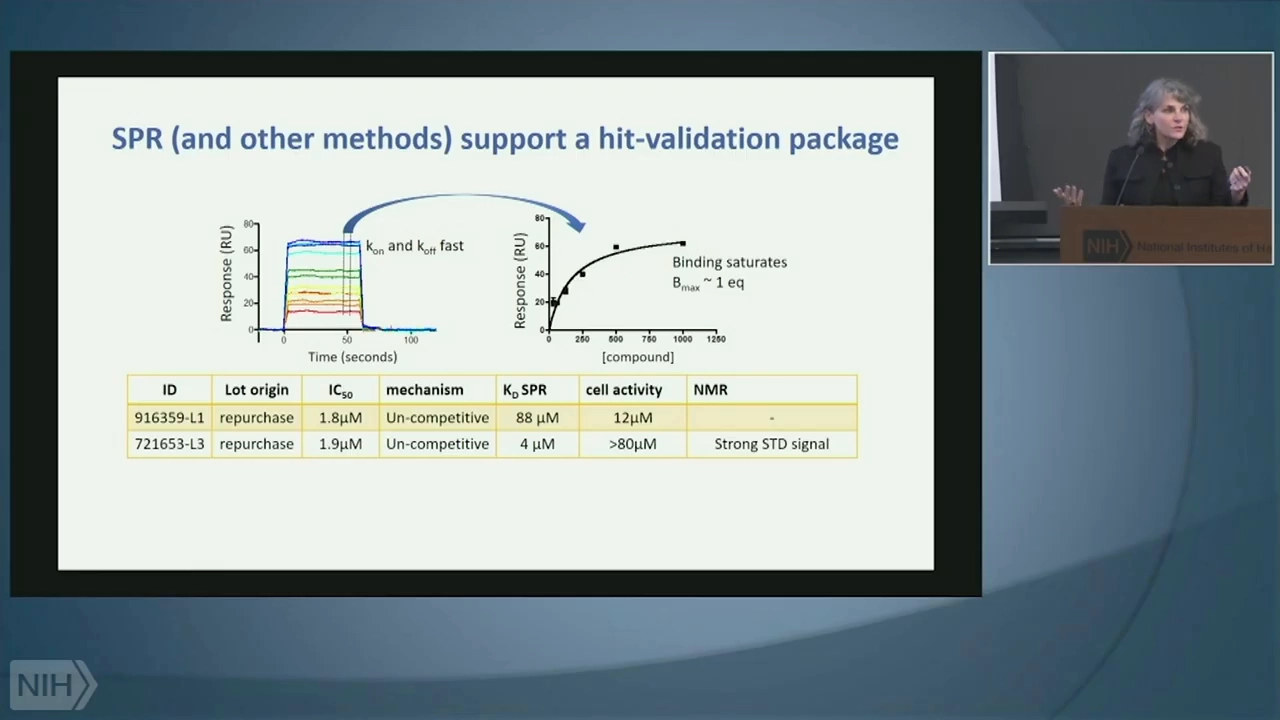 SPR (and other methods) support a hit-validation package
Response (RU)
80
60
40
20
0
0
50
100
Time (seconds)
kon and koff fast
Response (RU)
80
60
40
20
0
0
250
500
750
1000
1250
[compound]
Binding saturates
Bmax ~ 1 eq
ID Lot origin IC50 mechanism KD SPR cell activity NMR
916359-L1 repurchase 1.8µM Un-competitive 88 µM 12µM -
721653-L3 repurchase 1.9µM Un-competitive 4 µM >80µM Strong STD signal
NIH National Institutes of
NIH